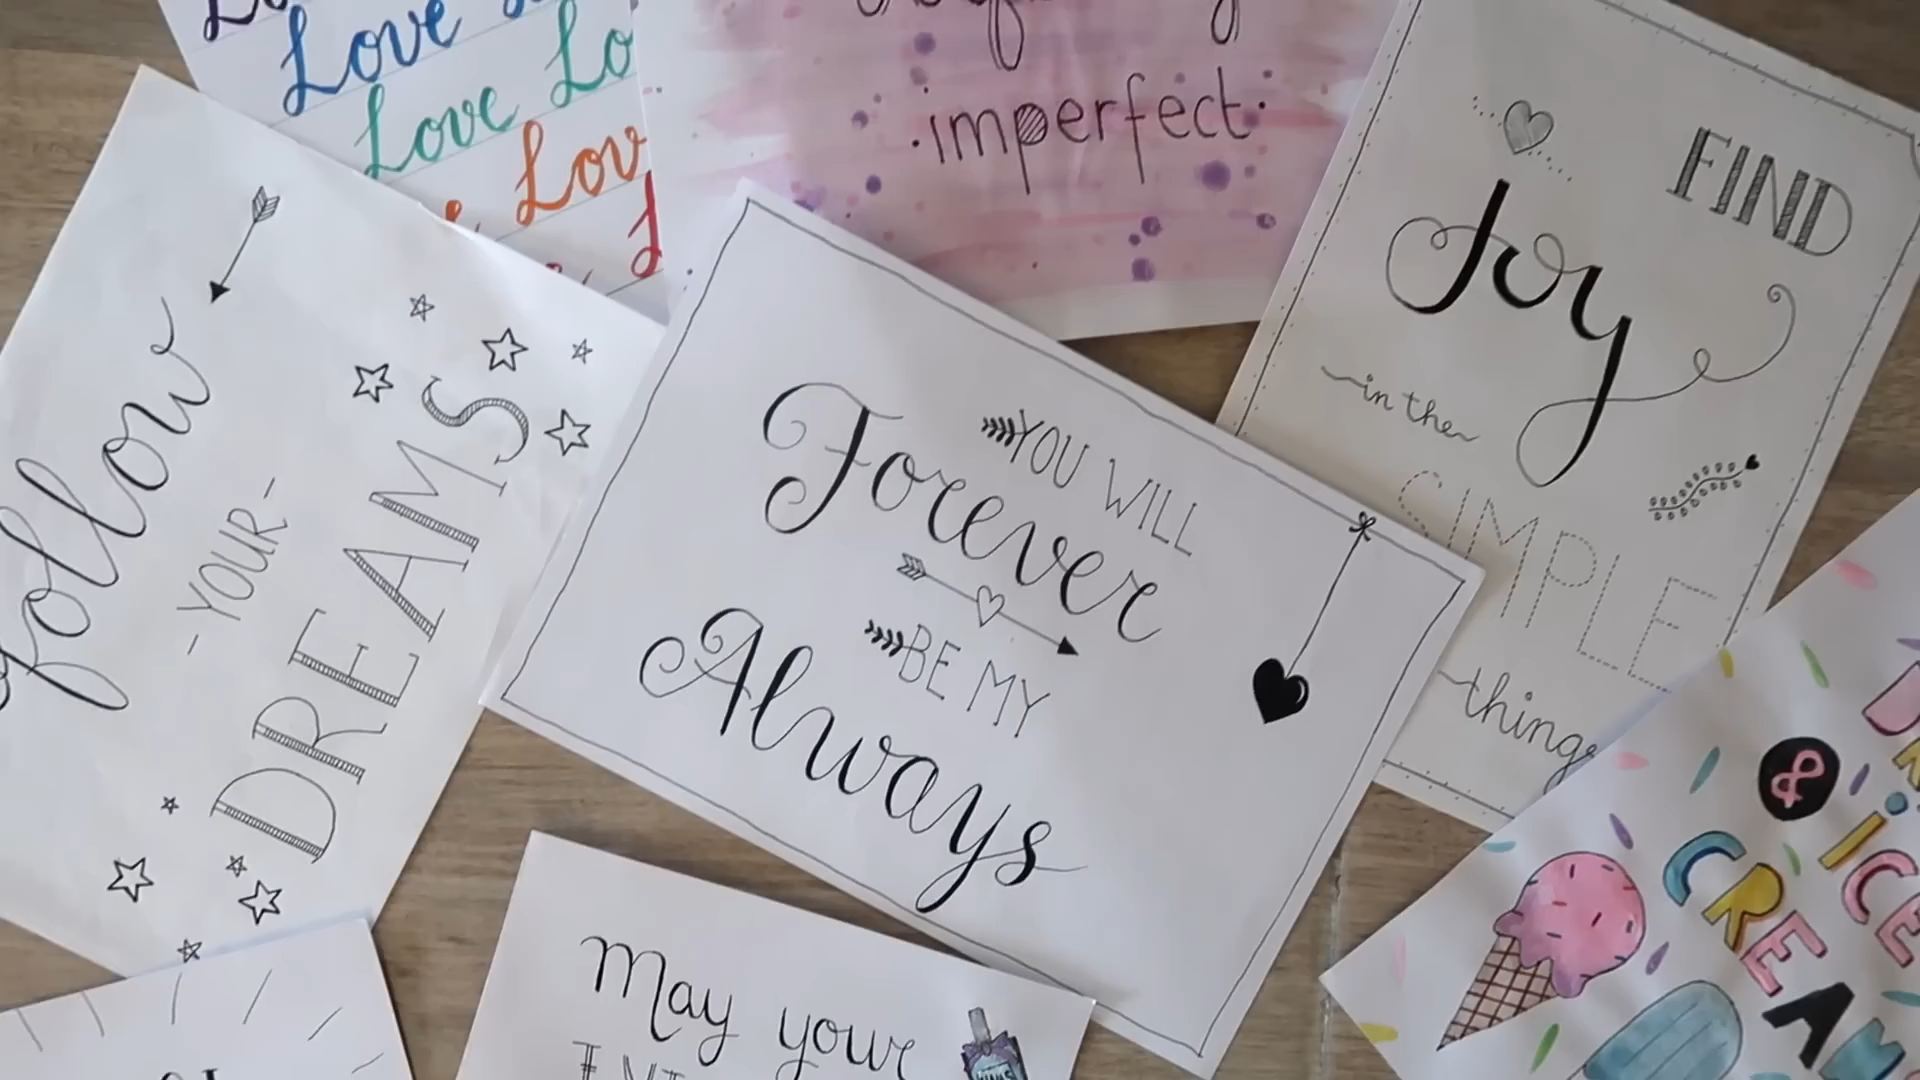 Love
Love Lo
Love
imperfect
FIND
Joy
in the
SIMPLE
things
follow
-YOUR-
DREAMS
YOU WILL
Forever
BE MY
Always
May your
& iCE
CREAM